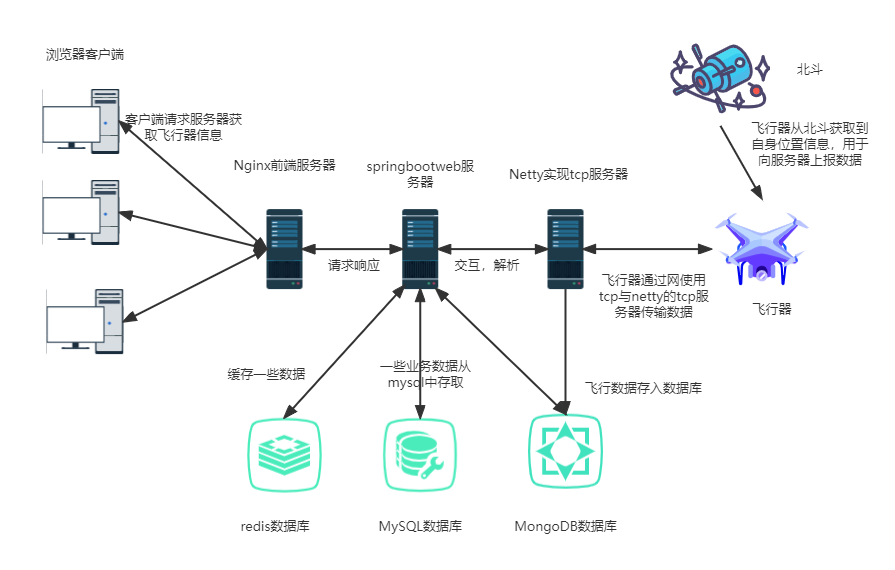 浏览器客户端
北斗
客户端请求服务器获
取飞行器信息
飞行器从北斗获取到
自身位置信息，用于
向服务器上报数据
Nginx前端服务器
springbootweb服
务器
Netty实现tcp服务器
请求响应
交互，解析
飞行器通过网使用
tcp与netty的tcp服
务器传输数据
飞行器
缓存一些数据
一些业务数据从
mysql中存取
飞行数据存入数据库
redis数据库
MySQL数据库
MongoDB数据库